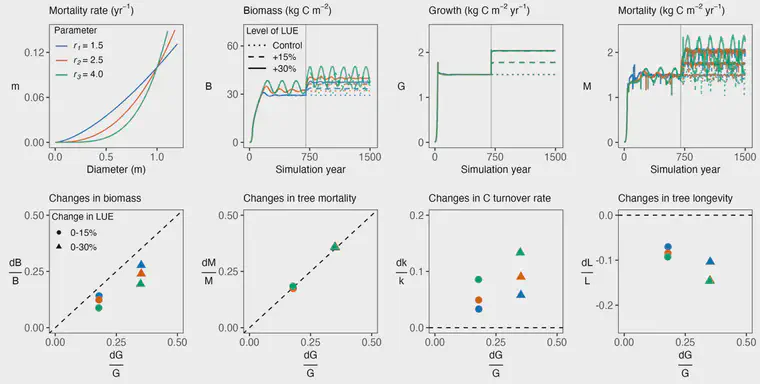 Mortality rate (yr⁻¹)
Parameter
r₁ = 1.5
r₂ = 2.5
r₃ = 4.0
m
0.12
0.06
0.00
0.0 0.5 1.0
Diameter (m)
Biomass (kg C m⁻²)
Level of LUE
Control
+15%
+30%
B
60
30
0
0 750 1500
Simulation year
Growth (kg C m⁻² yr⁻¹)
G
2
1
0
0 750 1500
Simulation year
Mortality (kg C m⁻² yr⁻¹)
M
2
1
0
0 750 1500
Simulation year
Changes in biomass
Change in LUE
0-15%
0-30%
dB
B
0.50
0.25
0.00
0.00 0.25 0.50
dG
G
Changes in tree mortality
dM
M
0.50
0.25
0.00
0.00 0.25 0.50
dG
G
Changes in C turnover rate
dk
k
0.2
0.1
0.0
0.00 0.25 0.50
dG
G
Changes in tree longevity
dL
L
0.0
-0.1
-0.2
0.00 0.25 0.50
dG
G